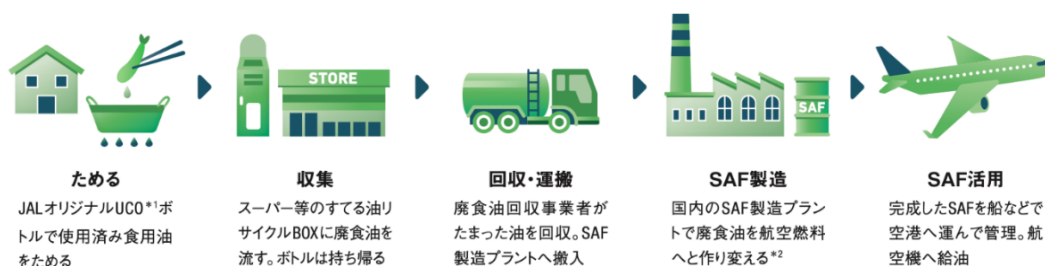 STORE
SAF
ためる
JALオリジナルUCO*1ボ
トルで使用済み食用油
をためる
収集
スーパー等のすてる油リ
サイクルBOXに廃食油を
流す。ボトルは持ち帰る
回収・運搬
廃食油回収事業者が
たまった油を回収。SAF
製造プラントへ搬入
SAF製造
国内のSAF製造プラン
トで廃食油を航空燃料
へと作り変える*2
SAF活用
完成したSAFを船などで
空港へ運んで管理。航
空機へ給油